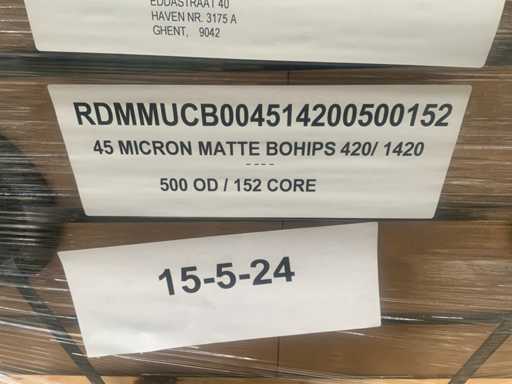 EDDASTRAAT 40
HAVEN NR. 3175 A
GHENT, 9042
RDMMUCB004514200500152
45 MICRON MATTE BOHIPS 420/ 1420
----
500 OD / 152 CORE
15-5-24